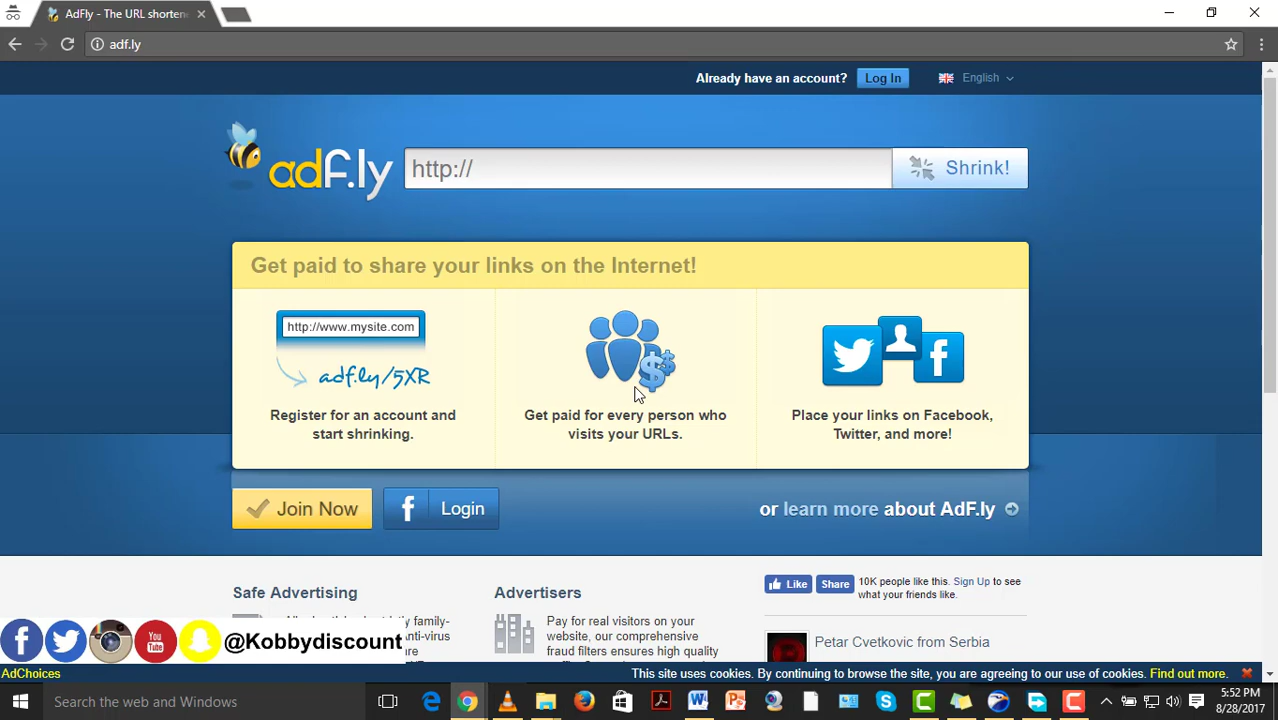 AdFly - The URL shortene
adf.ly
Already have an account?
Log In
English
adf.ly
http://
Shrink!
Get paid to share your links on the Internet!
http://www.mysite.com
adf.ly/5XR
Register for an account and
start shrinking.
Get paid for every person who
visits your URLs.
Place your links on Facebook,
Twitter, and more!
Join Now
Login
or learn more about AdF.ly
Safe Advertising
Advertisers
Pay for real visitors on your
website, our comprehensive
fraud filters ensures high quality
Like
Share
10K people like this. Sign Up to see
what your friends like.
Petar Cvetkovic from Serbia
family-
Anti-virus
You
Tube
@Kobbydiscount
AdChoices
This site uses cookies. By continuing to browse the site, you are agreeing to our use of cookies. Find out more.
Search the web and Windows
5:52 PM
8/28/2017